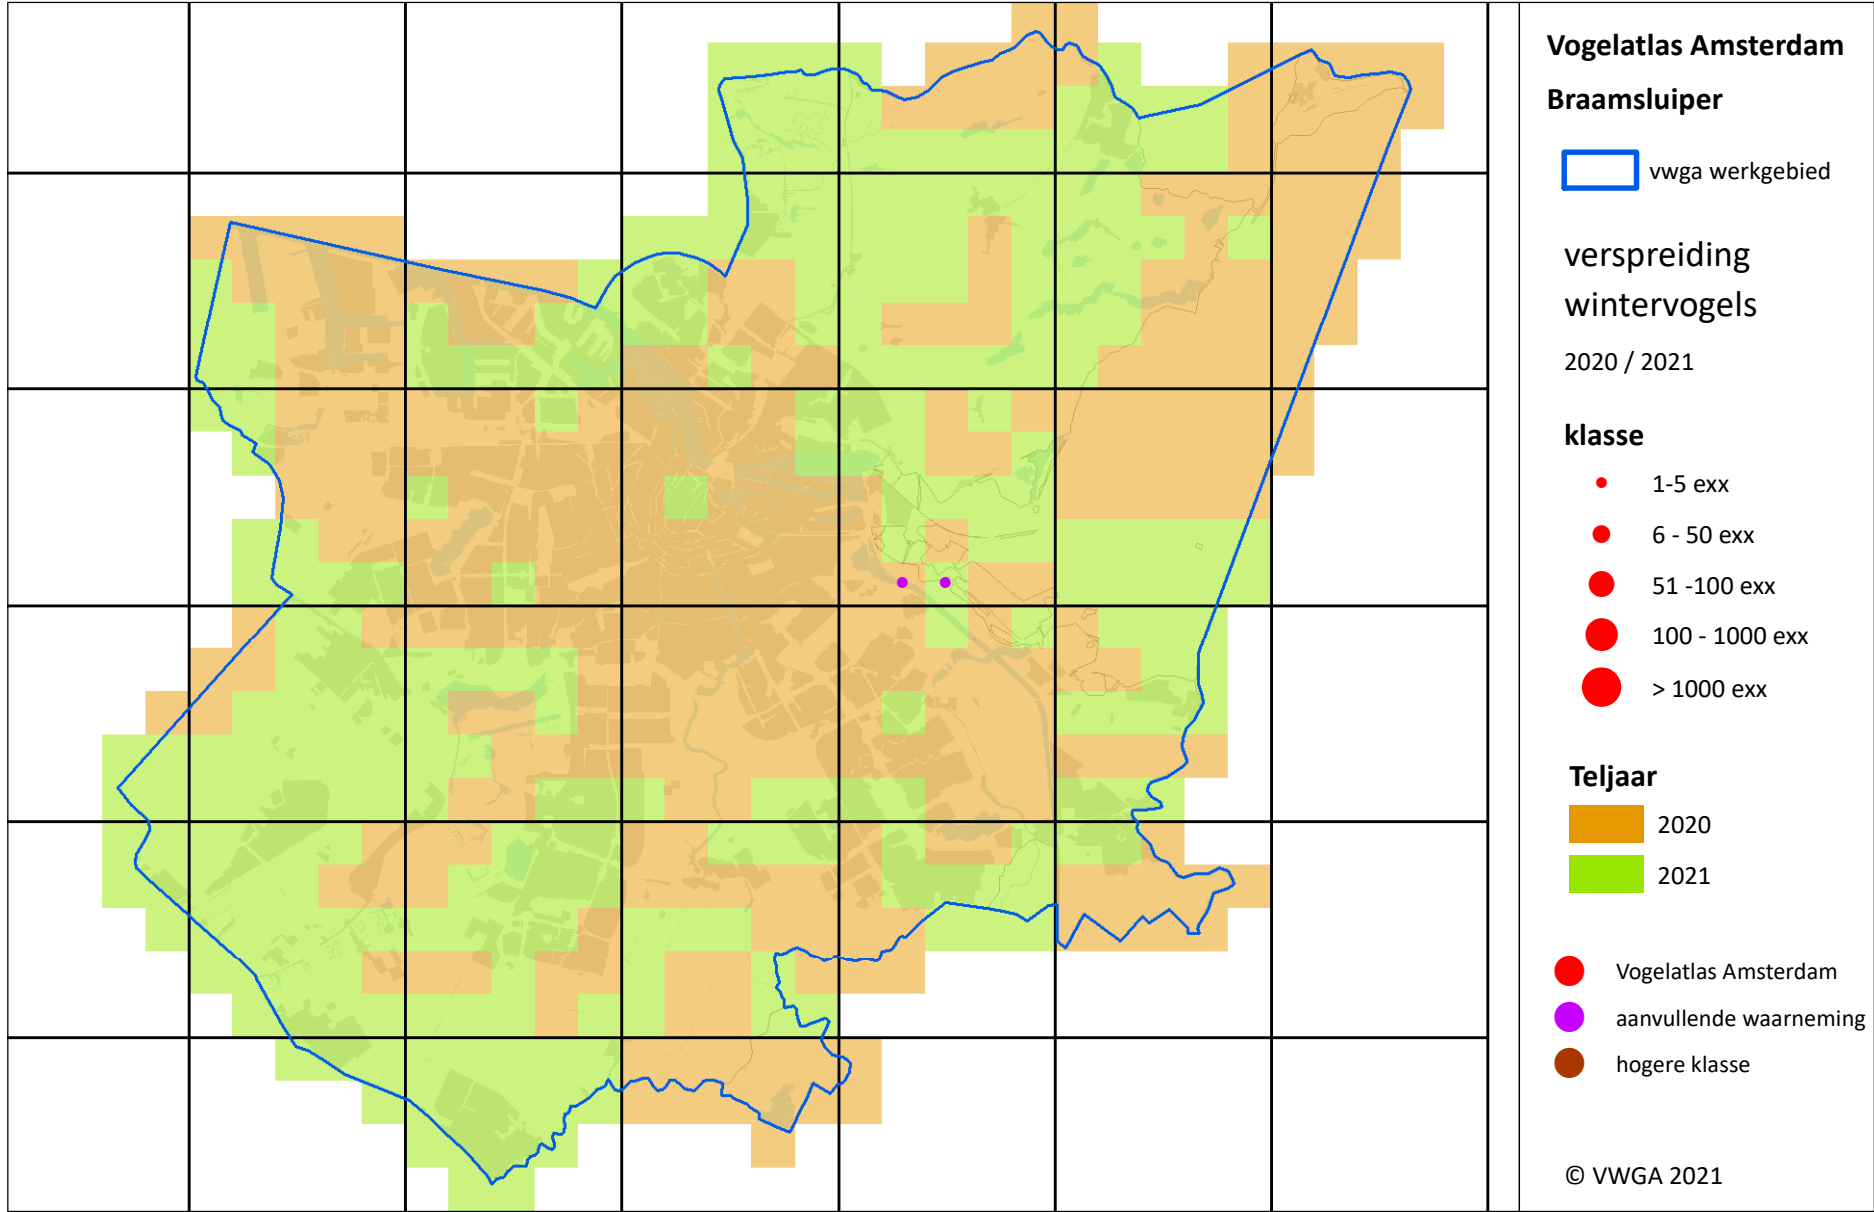 Vogelatlas Amsterdam
Braamsluiper
vwga werkgebied
verspreiding
wintervogels
2020 / 2021
klasse
1-5 exx
6 - 50 exx
51 -100 exx
100 - 1000 exx
> 1000 exx
Teljaar
2020
2021
Vogelatlas Amsterdam
aanvullende waarneming
hogere klasse
© VWGA 2021